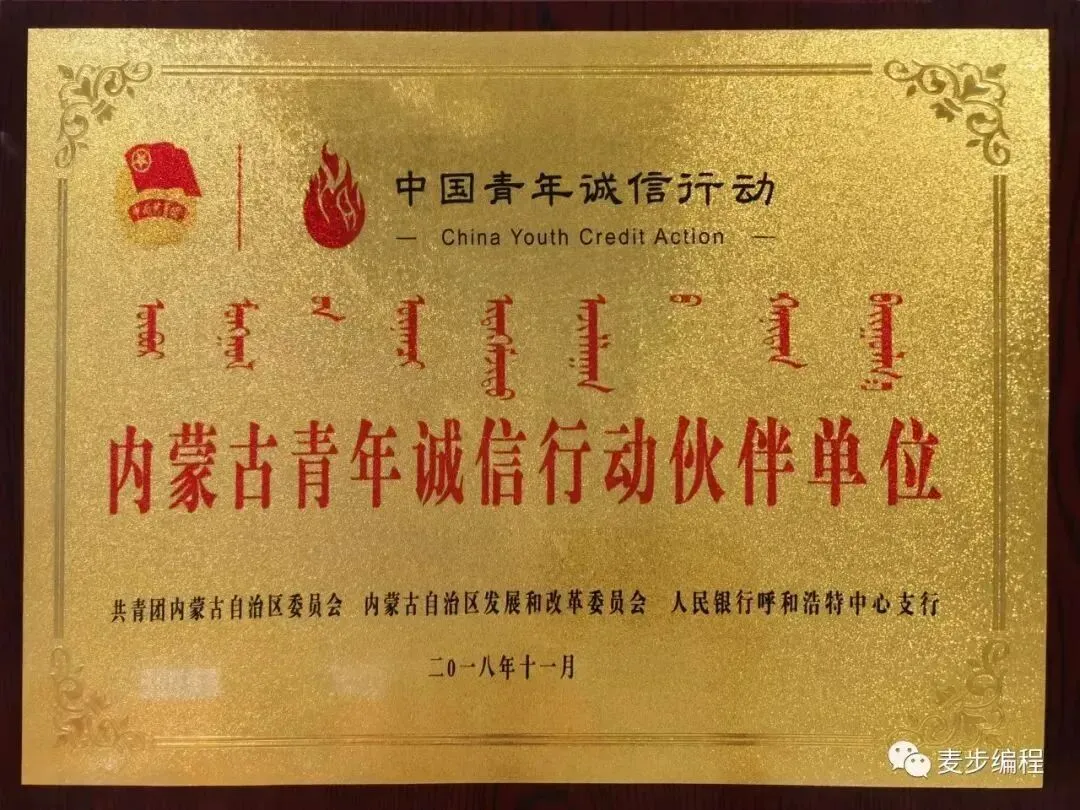 中国青年诚信行动
— China Youth Credit Action —
内蒙古青年诚信行动伙伴单位
共青团内蒙古自治区委员会 内蒙古自治区发展和改革委员会 人民银行呼和浩特中心支行
二〇一八年十一月
麦步编程